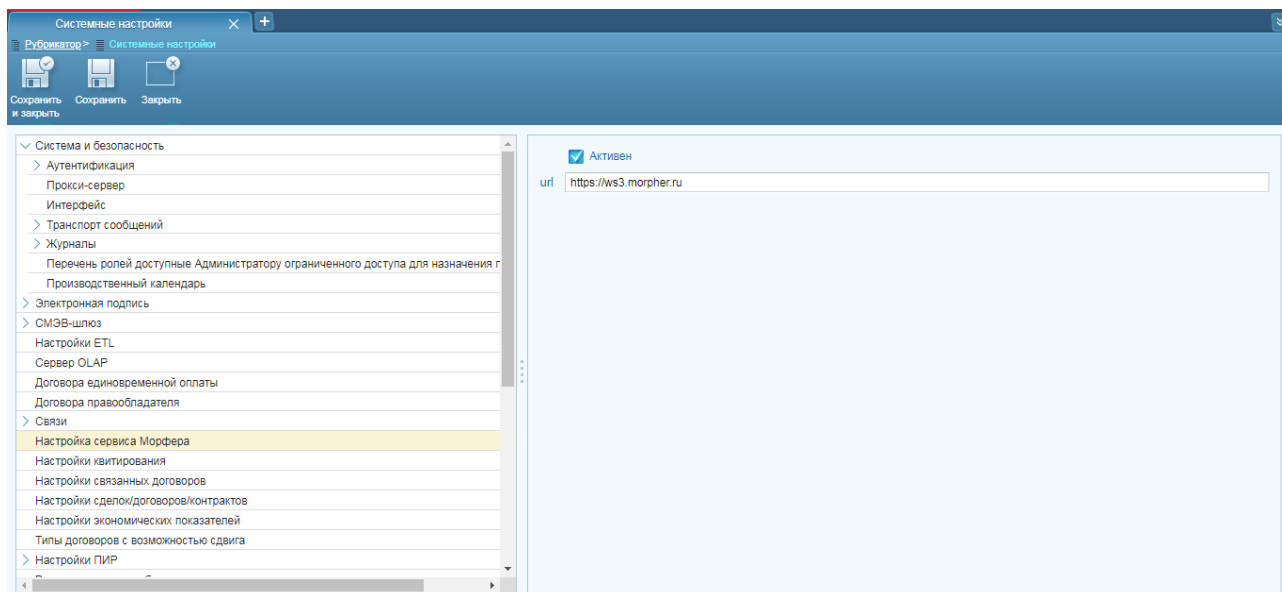 Системные настройки
Рубрикатор > Системные настройки
Сохранить и закрыть
Сохранить
Закрыть
Система и безопасность
Аутентификация
Прокси-сервер
Интерфейс
Транспорт сообщений
Журналы
Перечень ролей доступные Администратору ограниченного доступа для назначения
Производственный календарь
Электронная подпись
СМЭВ-шлюз
Настройки ETL
Сервер OLAP
Договора единовременной оплаты
Договора правообладателя
Связи
Настройка сервиса Морфера
Настройки квитирования
Настройки связанных договоров
Настройки сделок/договоров/контрактов
Настройки экономических показателей
Типы договоров с возможностью сдвига
Настройки ПИР
Активен
url https://ws3.morpher.ru